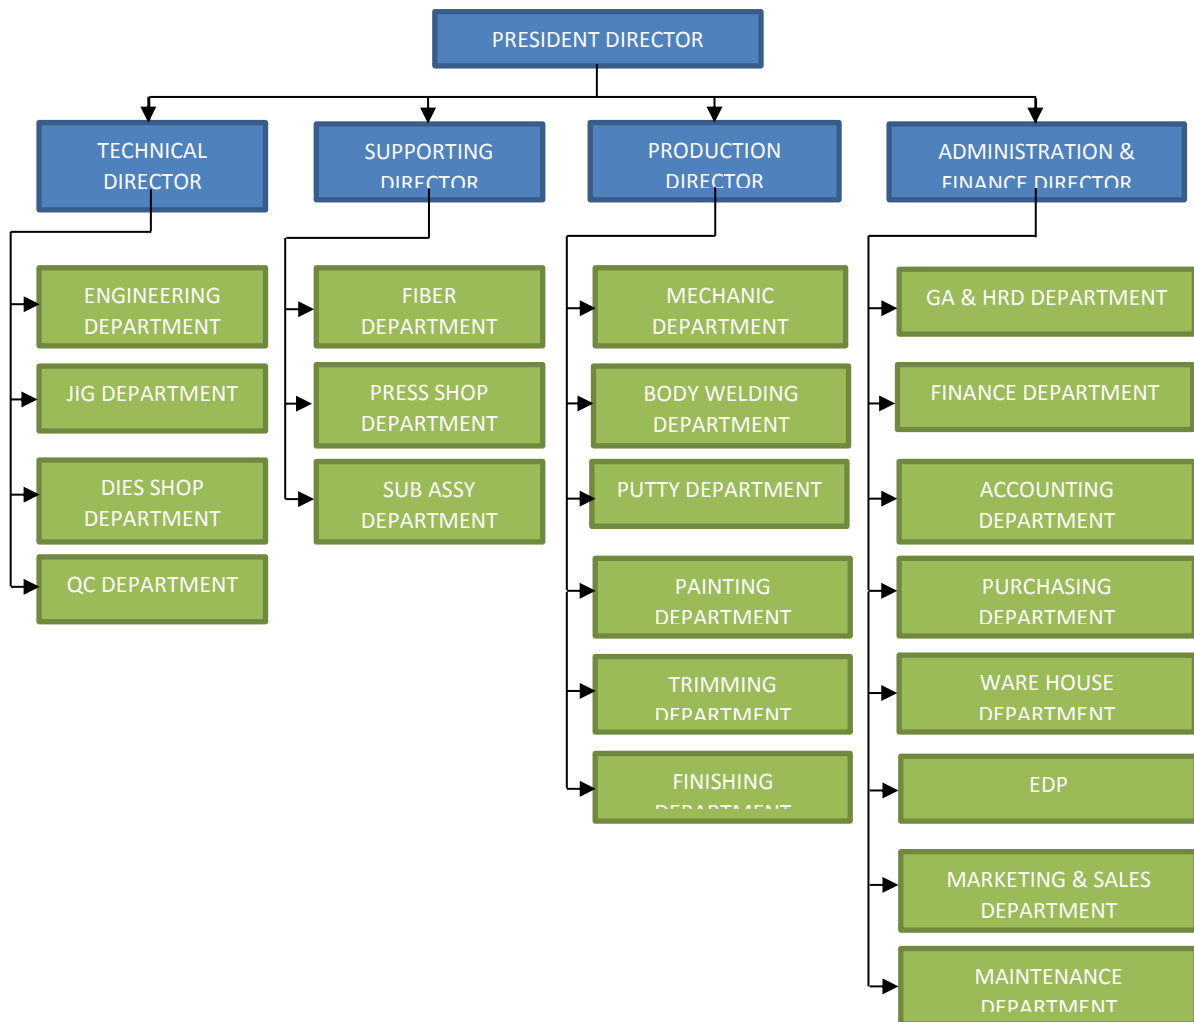 PRESIDENT DIRECTOR
TECHNICAL
DIRECTOR
SUPPORTING
DIRECTOR
PRODUCTION
DIRECTOR
ADMINISTRATION &
FINANCE DIRECTOR
ENGINEERING
DEPARTMENT
JIG DEPARTMENT
DIES SHOP
DEPARTMENT
QC DEPARTMENT
FIBER
DEPARTMENT
PRESS SHOP
DEPARTMENT
SUB ASSY
DEPARTMENT
MECHANIC
DEPARTMENT
BODY WELDING
DEPARTMENT
PUTTY DEPARTMENT
PAINTING
DEPARTMENT
TRIMMING
DEPARTMENT
FINISHING
DEPARTMENT
GA & HRD DEPARTMENT
FINANCE DEPARTMENT
ACCOUNTING
DEPARTMENT
PURCHASING
DEPARTMENT
WARE HOUSE
DEPARTMENT
EDP
MARKETING & SALES
DEPARTMENT
MAINTENANCE
DEPARTMENT